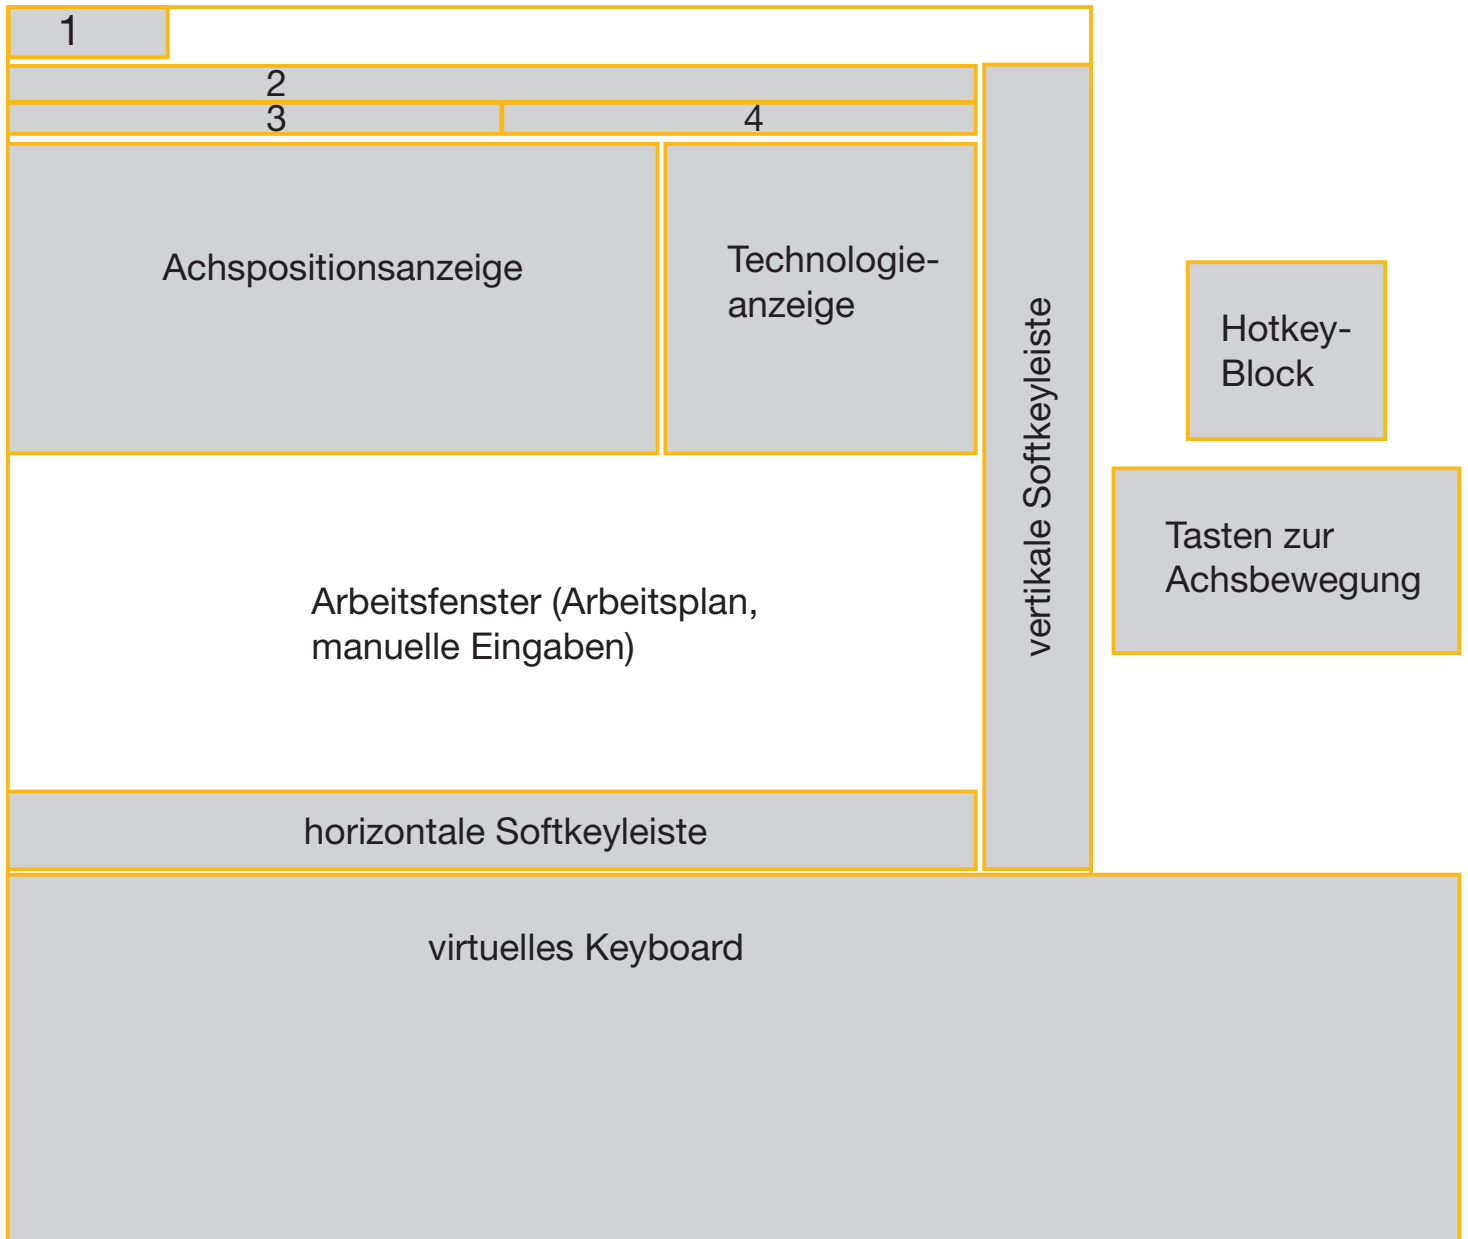 1
2
3
4
Achspositionsanzeige
Technologie-
anzeige
vertikale Softkeyleiste
Hotkey-
Block
Tasten zur
Achsbewegung
Arbeitsfenster (Arbeitsplan,
manuelle Eingaben)
horizontale Softkeyleiste
virtuelles Keyboard